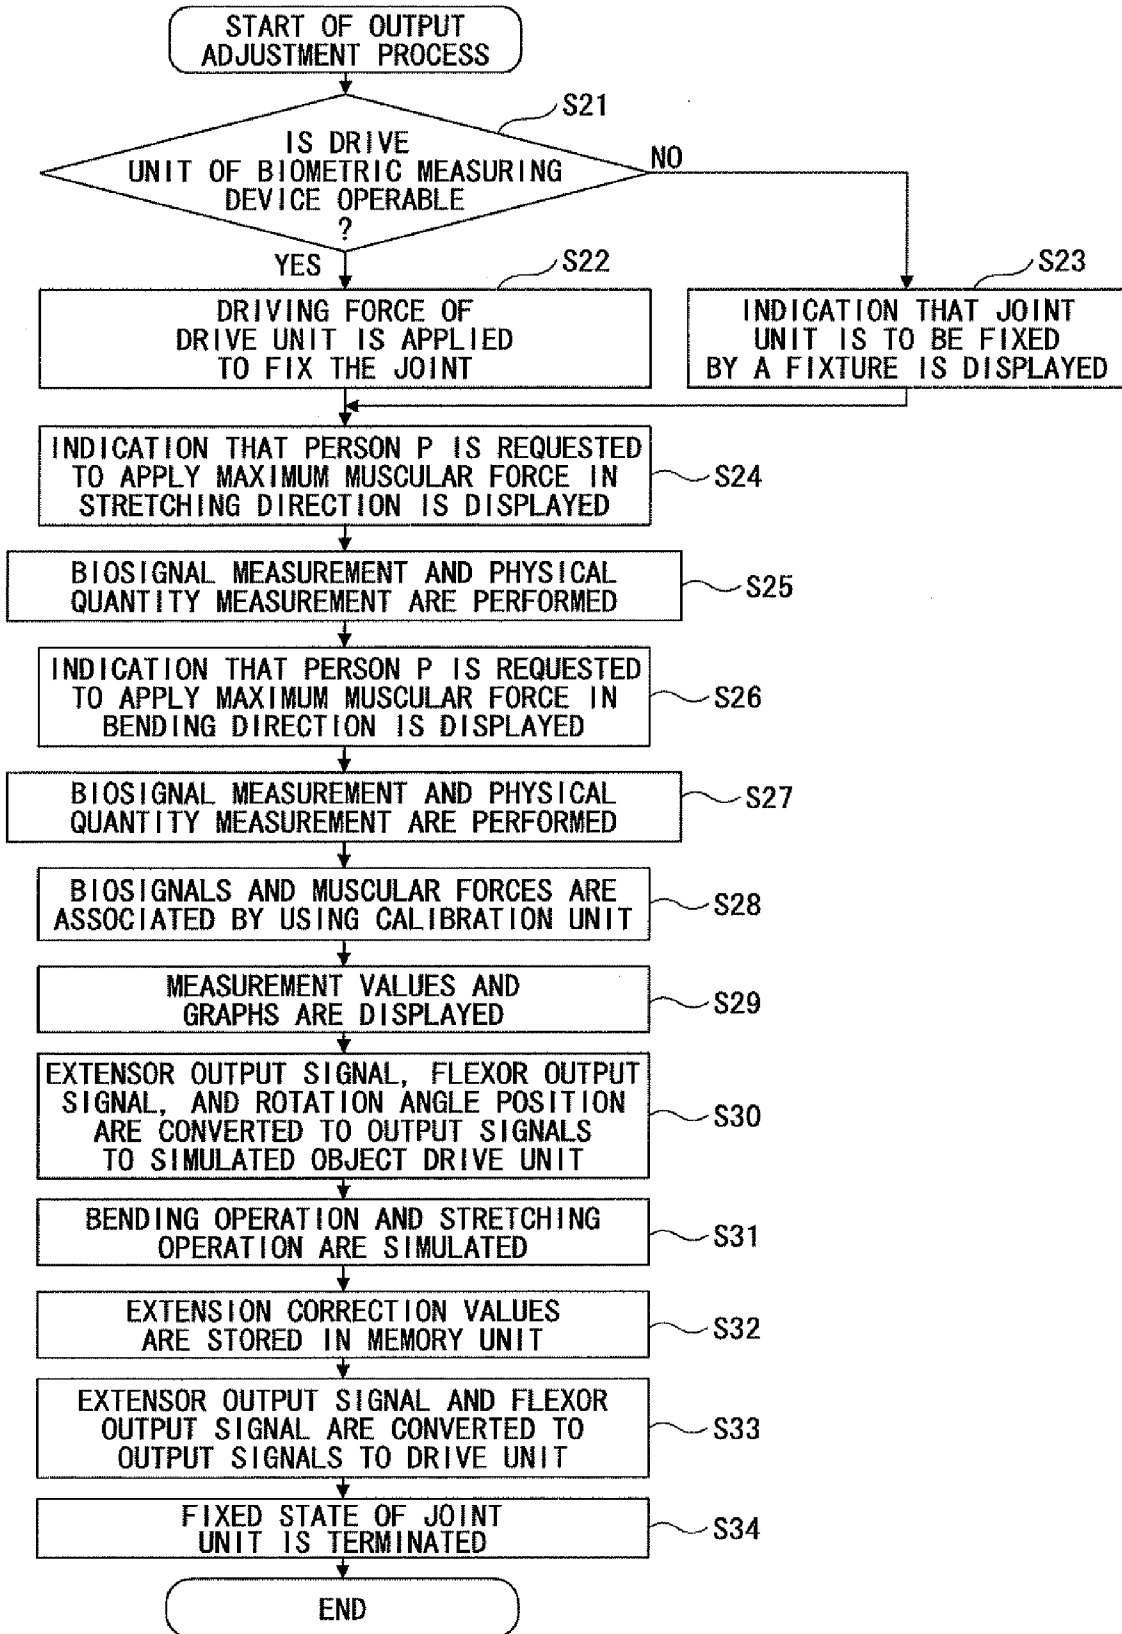 START OF OUTPUT
ADJUSTMENT PROCESS
S21
IS DRIVE
UNIT OF BIOMETRIC MEASURING
DEVICE OPERABLE
?
NO
YES
S22
DRIVING FORCE OF
DRIVE UNIT IS APPLIED
TO FIX THE JOINT
S23
INDICATION THAT JOINT
UNIT IS TO BE FIXED
BY A FIXTURE IS DISPLAYED
INDICATION THAT PERSON P IS REQUESTED
TO APPLY MAXIMUM MUSCULAR FORCE IN
STRETCHING DIRECTION IS DISPLAYED
S24
BIOSIGNAL MEASUREMENT AND PHYSICAL
QUANTITY MEASUREMENT ARE PERFORMED
S25
INDICATION THAT PERSON P IS REQUESTED
TO APPLY MAXIMUM MUSCULAR FORCE IN
BENDING DIRECTION IS DISPLAYED
S26
BIOSIGNAL MEASUREMENT AND PHYSICAL
QUANTITY MEASUREMENT ARE PERFORMED
S27
BIOSIGNALS AND MUSCULAR FORCES ARE
ASSOCIATED BY USING CALIBRATION UNIT
S28
MEASUREMENT VALUES AND
GRAPHS ARE DISPLAYED
S29
EXTENSOR OUTPUT SIGNAL, FLEXOR OUTPUT
SIGNAL, AND ROTATION ANGLE POSITION
ARE CONVERTED TO OUTPUT SIGNALS
TO SIMULATED OBJECT DRIVE UNIT
S30
BENDING OPERATION AND STRETCHING
OPERATION ARE SIMULATED
S31
EXTENSION CORRECTION VALUES
ARE STORED IN MEMORY UNIT
S32
EXTENSOR OUTPUT SIGNAL AND FLEXOR
OUTPUT SIGNAL ARE CONVERTED TO
OUTPUT SIGNALS TO DRIVE UNIT
S33
FIXED STATE OF JOINT
UNIT IS TERMINATED
S34
END